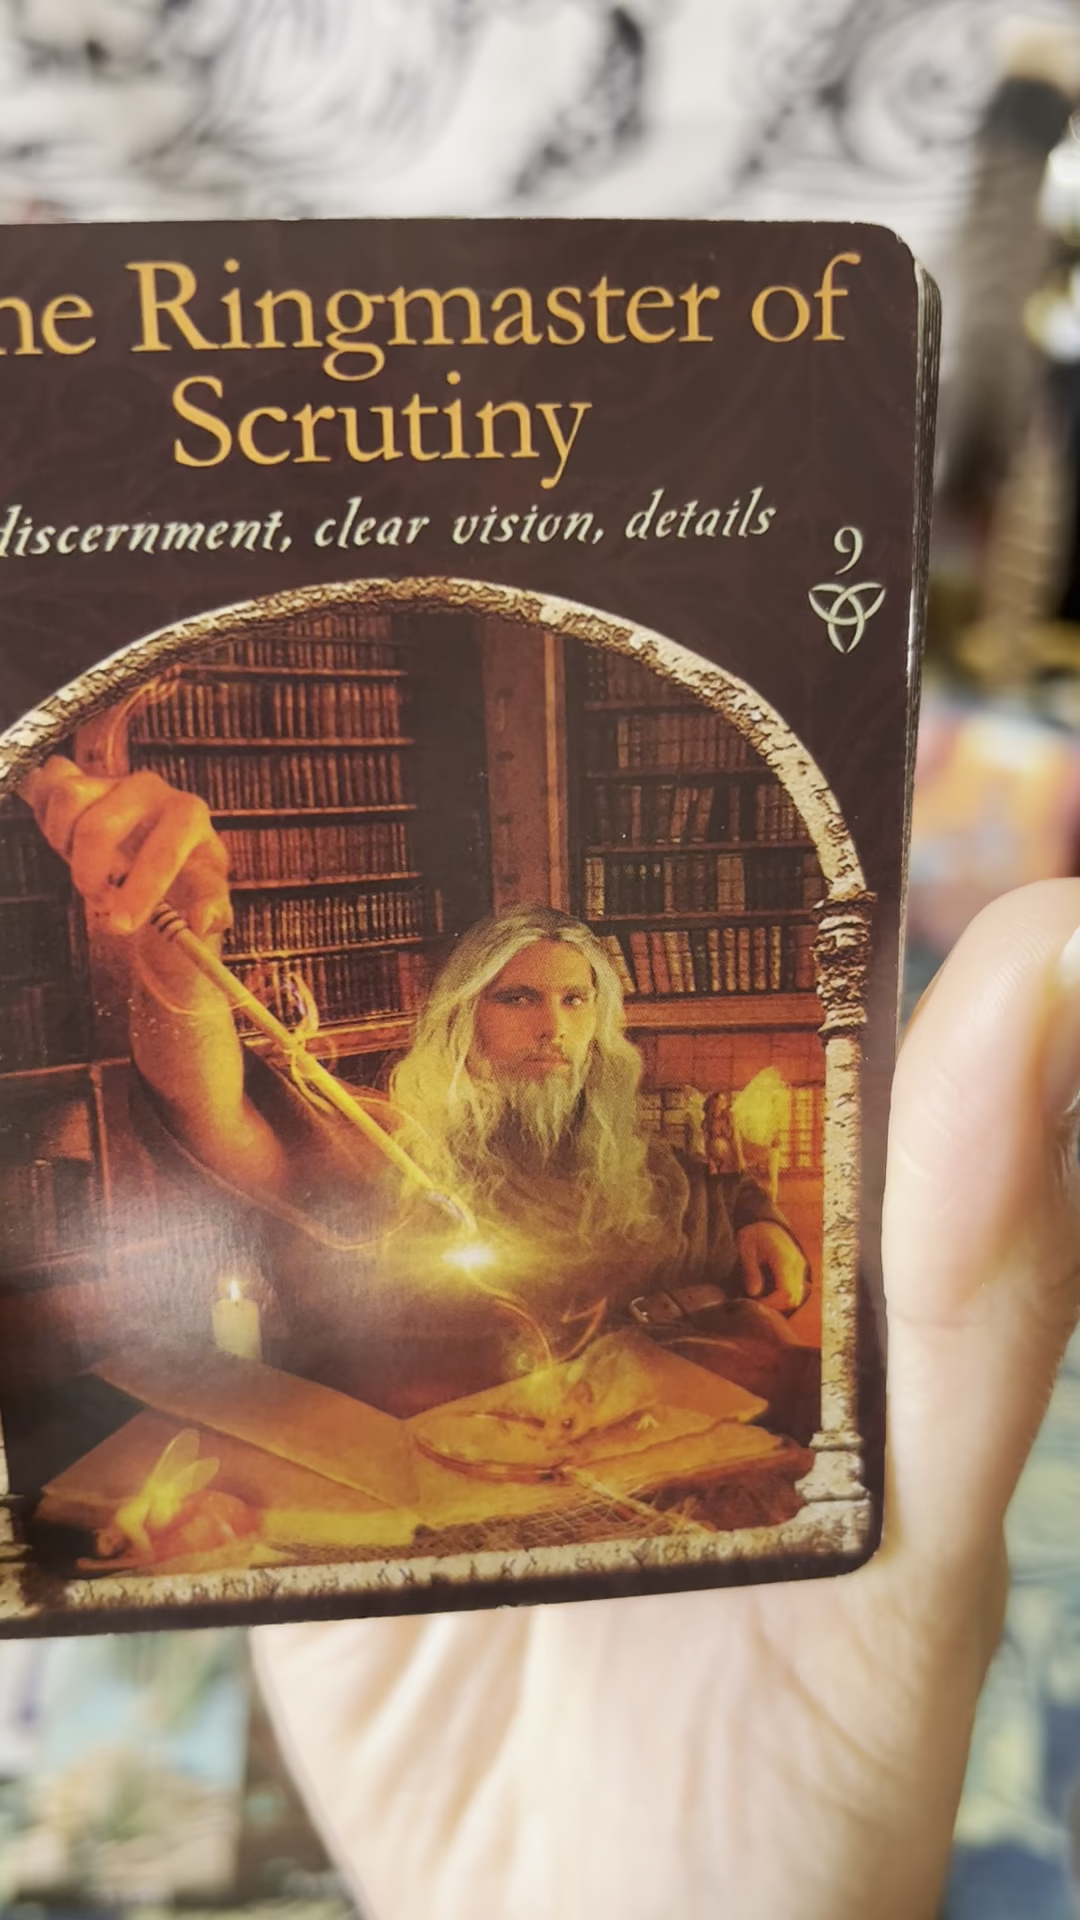 he Ringmaster of
Scrutiny
discernment, clear vision, details
9